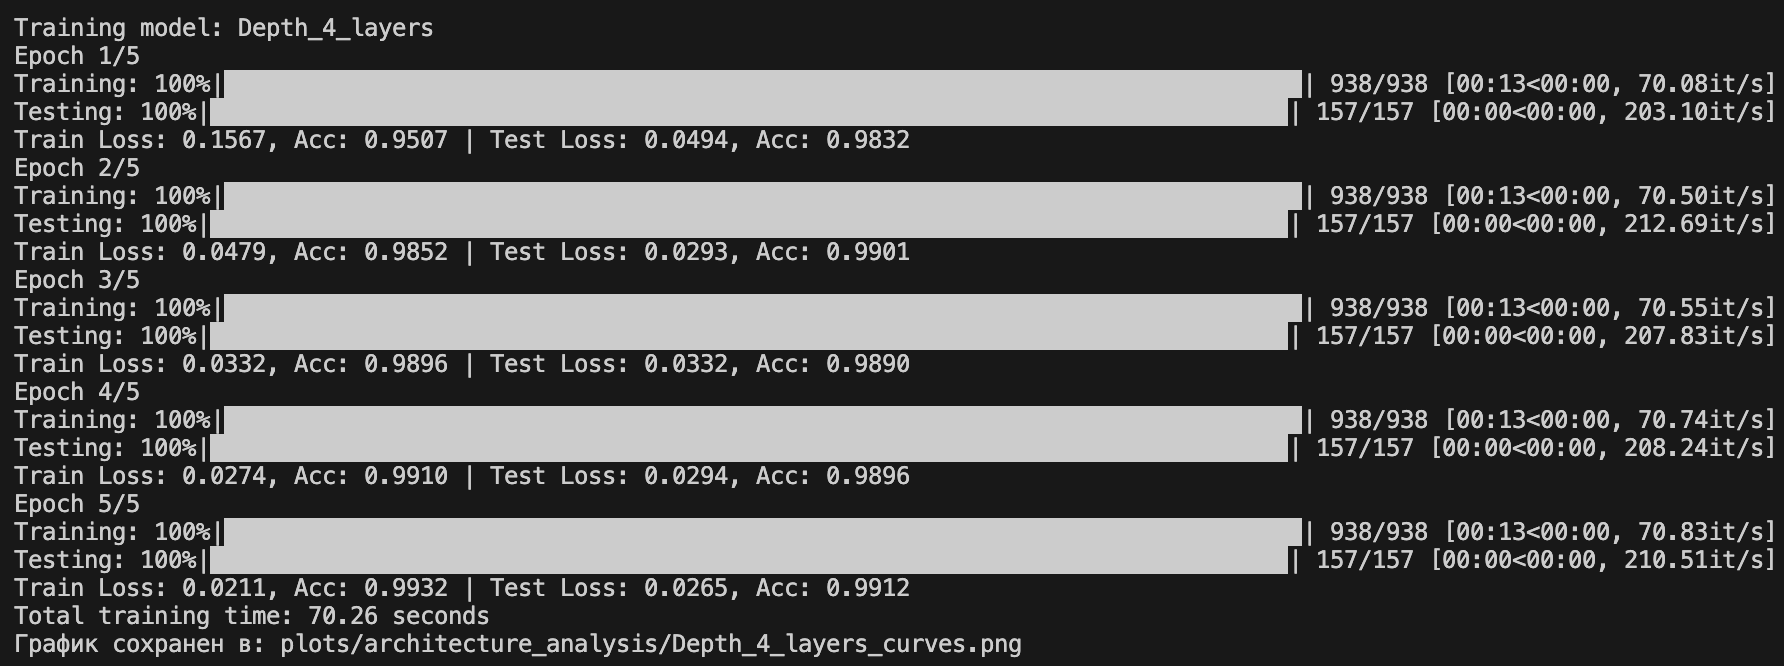 Training model: Depth_4_layers
Epoch 1/5
Training: 100%|| 938/938 [00:13<00:00, 70.08it/s]
Testing: 100%|| 157/157 [00:00<00:00, 203.10it/s]
Train Loss: 0.1567, Acc: 0.9507 | Test Loss: 0.0494, Acc: 0.9832
Epoch 2/5
Training: 100%|| 938/938 [00:13<00:00, 70.50it/s]
Testing: 100%|| 157/157 [00:00<00:00, 212.69it/s]
Train Loss: 0.0479, Acc: 0.9852 | Test Loss: 0.0293, Acc: 0.9901
Epoch 3/5
Training: 100%|| 938/938 [00:13<00:00, 70.55it/s]
Testing: 100%|| 157/157 [00:00<00:00, 207.83it/s]
Train Loss: 0.0332, Acc: 0.9896 | Test Loss: 0.0332, Acc: 0.9890
Epoch 4/5
Training: 100%|| 938/938 [00:13<00:00, 70.74it/s]
Testing: 100%|| 157/157 [00:00<00:00, 208.24it/s]
Train Loss: 0.0274, Acc: 0.9910 | Test Loss: 0.0294, Acc: 0.9896
Epoch 5/5
Training: 100%|| 938/938 [00:13<00:00, 70.83it/s]
Testing: 100%|| 157/157 [00:00<00:00, 210.51it/s]
Train Loss: 0.0211, Acc: 0.9932 | Test Loss: 0.0265, Acc: 0.9912
Total training time: 70.26 seconds
График сохранен в: plots/architecture_analysis/Depth_4_layers_curves.png